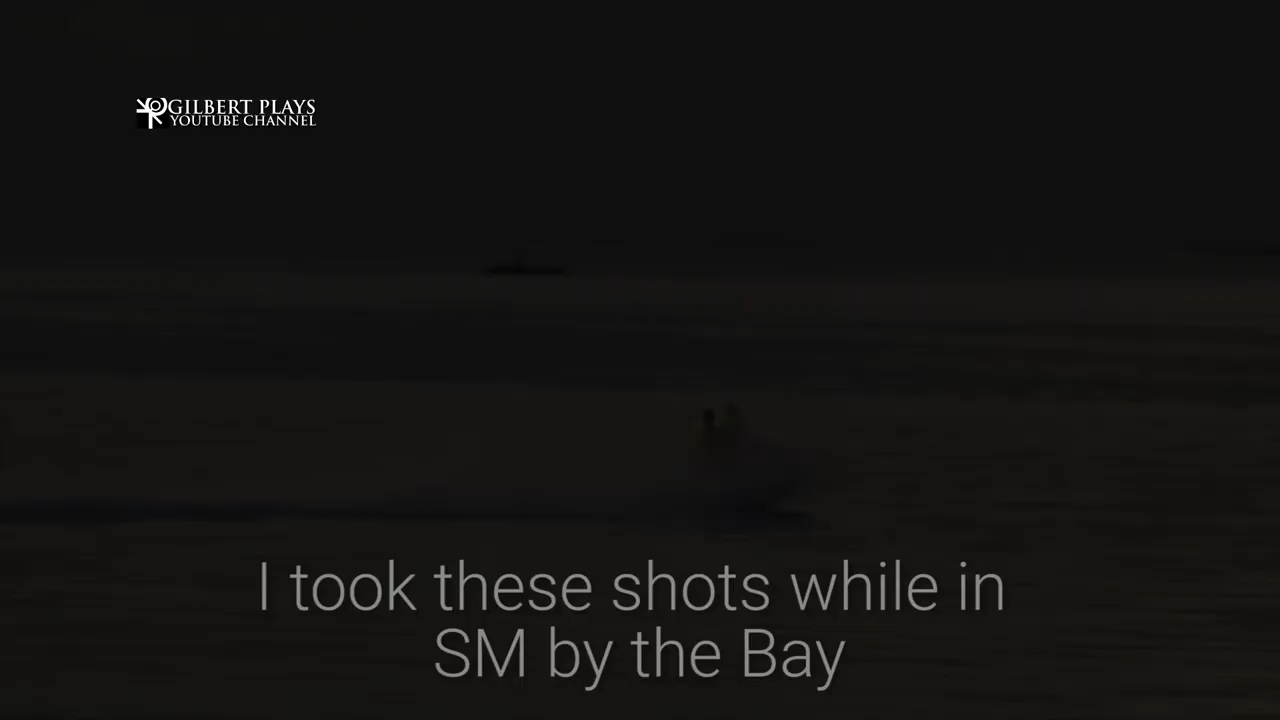 GILBERT PLAYS
YOUTUBE CHANNEL
I took these shots while in
SM by the Bay